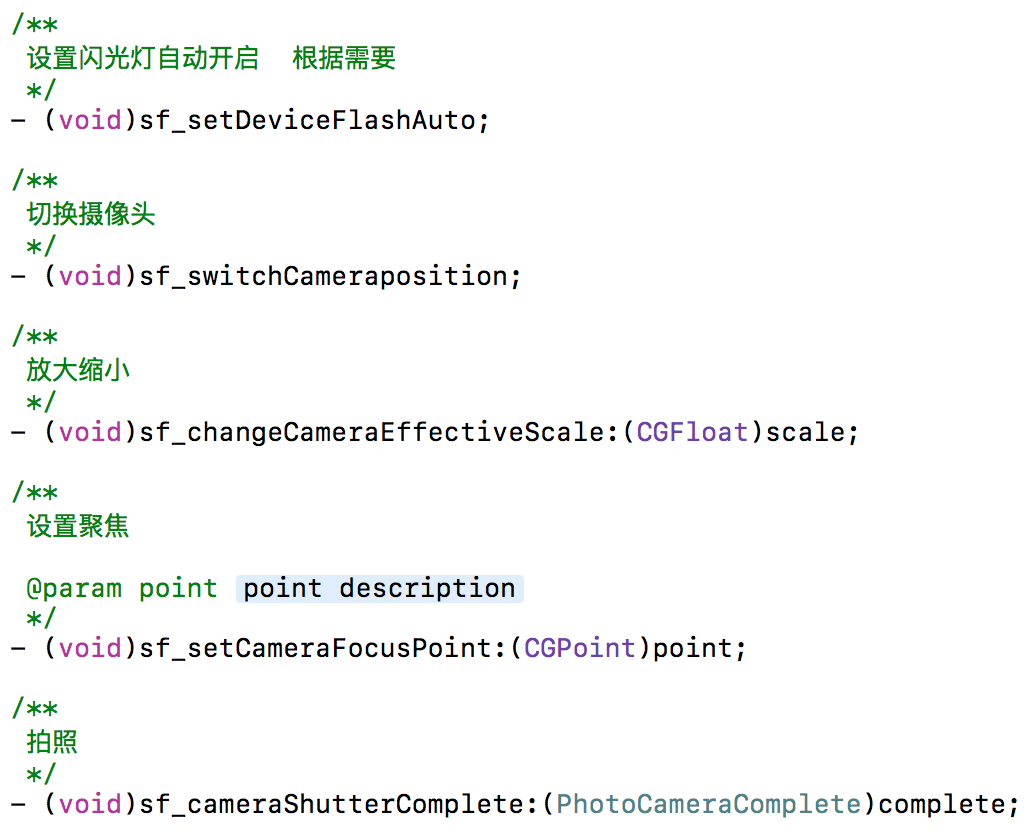 /**
 设置闪光灯自动开启  根据需要
 */
- (void)sf_setDeviceFlashAuto;
/**
 切换摄像头
 */
- (void)sf_switchCameraposition;
/**
 放大缩小
 */
- (void)sf_changeCameraEffectiveScale:(CGFloat)scale;
/**
 设置聚焦
 @param point point description
 */
- (void)sf_setCameraFocusPoint:(CGPoint)point;
/**
 拍照
 */
- (void)sf_cameraShutterComplete:(PhotoCameraComplete)complete;